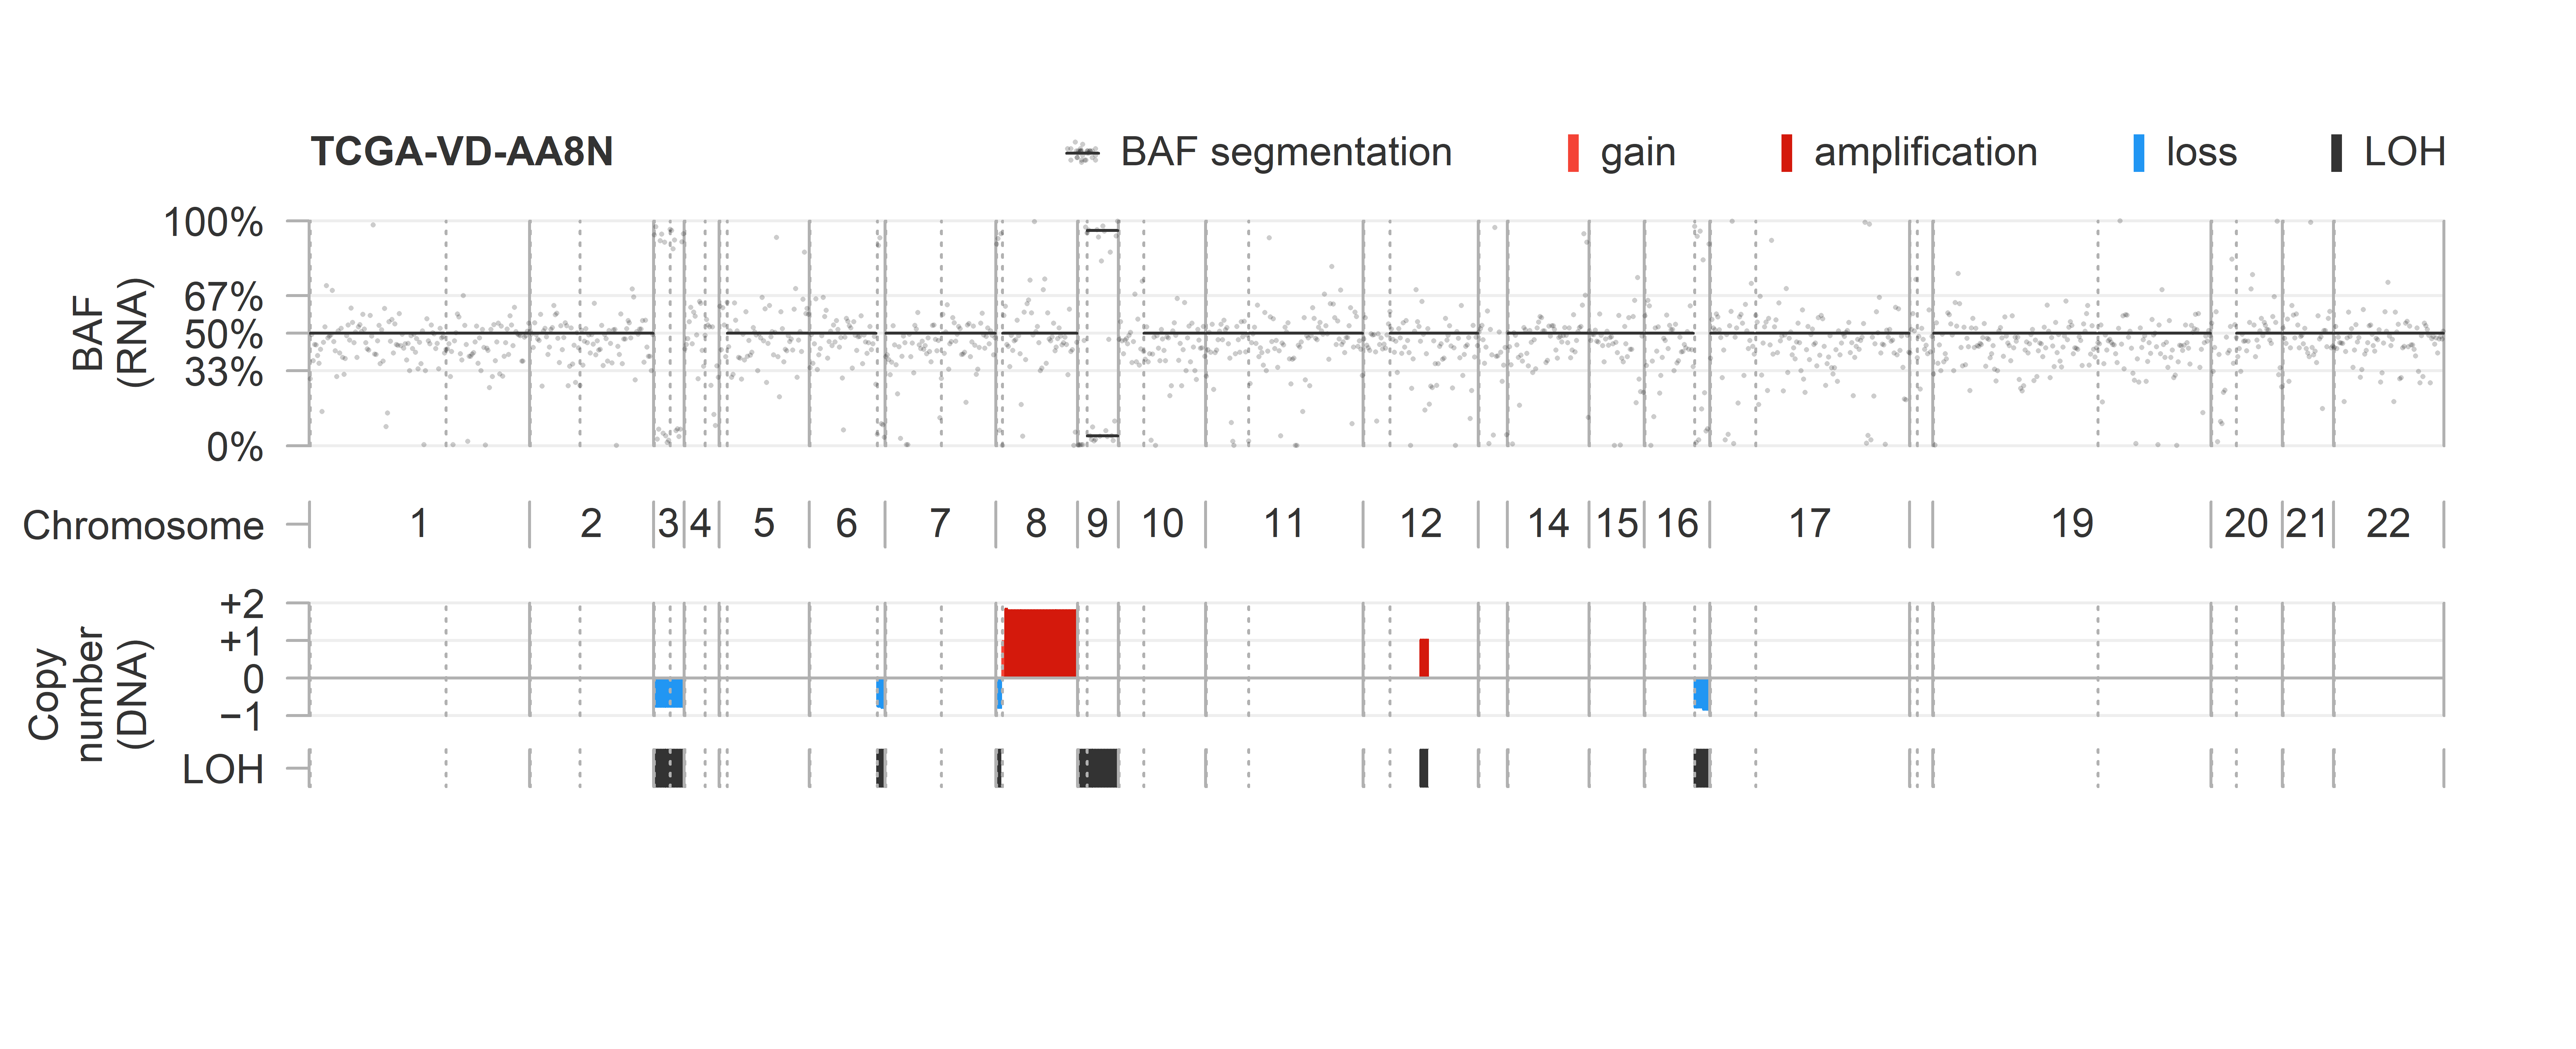 TCGA-VD-AA8N
BAF segmentation gain amplification loss LOH
BAF
(RNA)
100%
67%
50%
33%
0%
Chromosome 1 2 3 4 5 6 7 8 9 10 11 12 14 15 16 17 19 20 21 22
Copy
number
(DNA)
+2
+1
0
−1
LOH